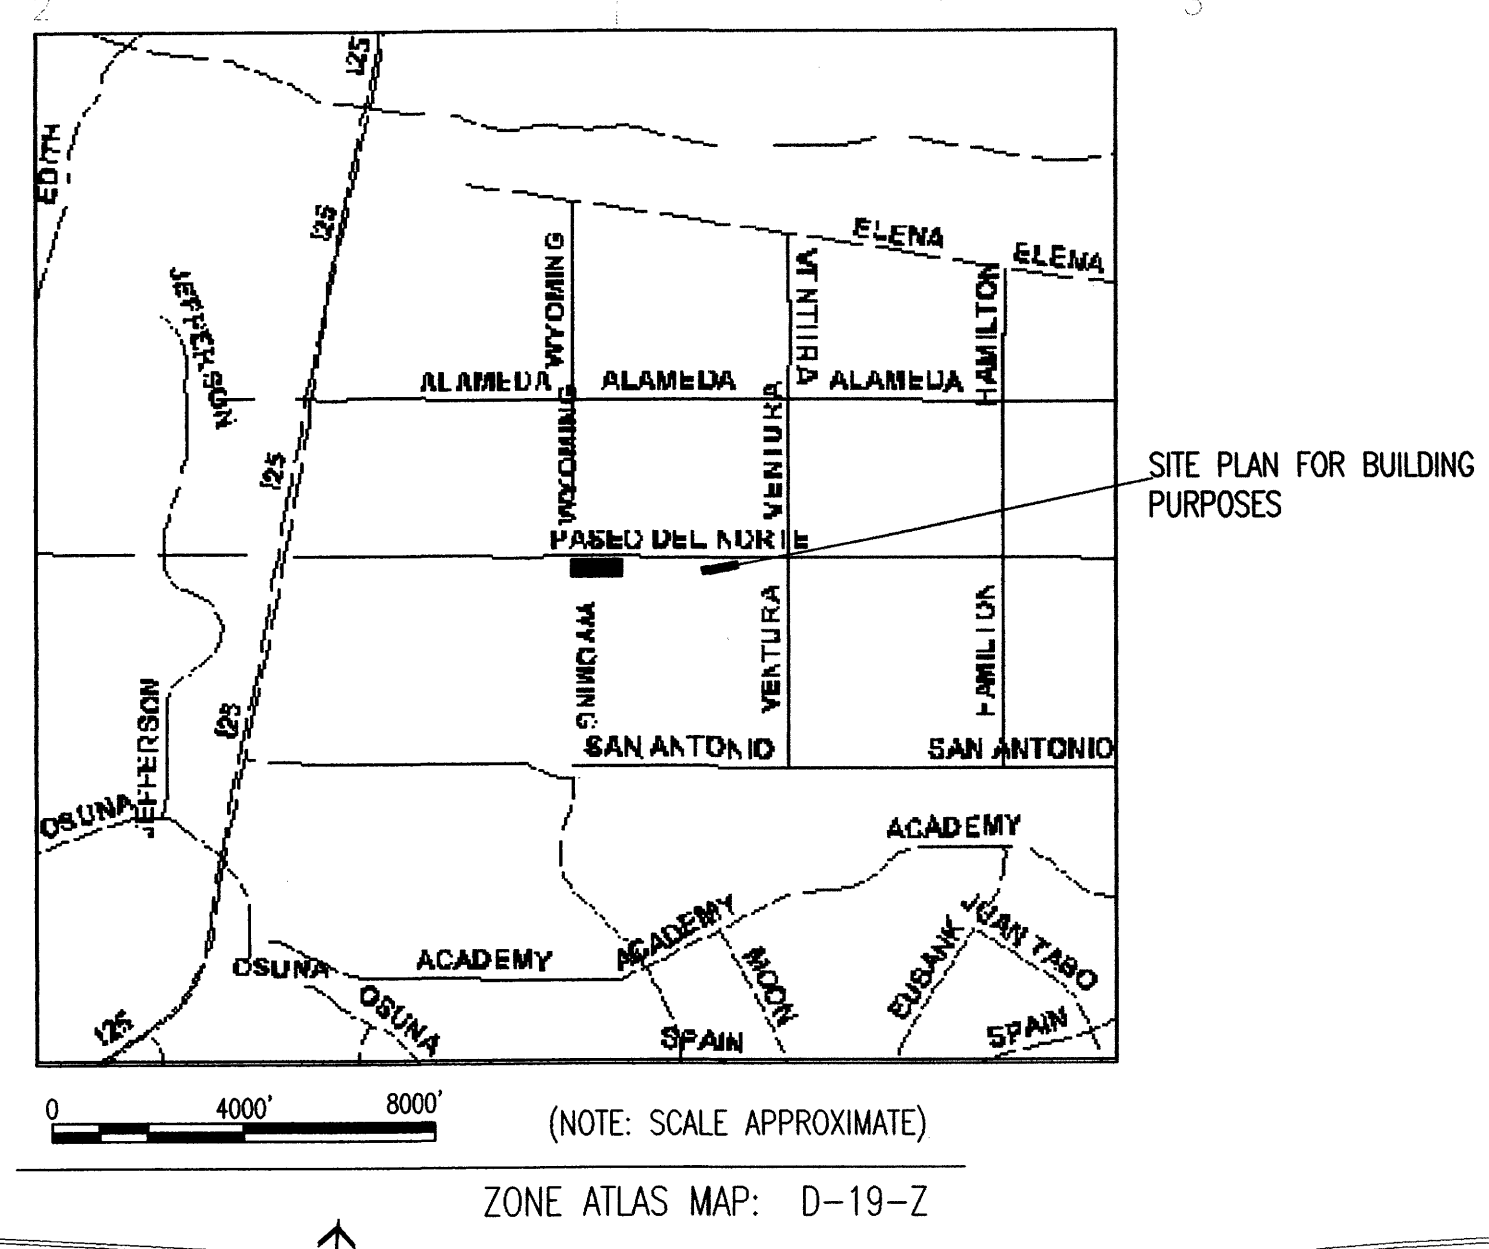 2
3
I25
EDITH
I25
ELENA
ELENA
WYOMING
VENTURA
HAMILTON
JEFFERSON
ALAMEDA
ALAMEDA
ALAMEDA
WYOMING
VENTURA
I25
SITE PLAN FOR BUILDING
PURPOSES
PASEO DEL NORTE
WYOMING
VENTURA
HAMILTON
I25
JEFFERSON
SAN ANTONIO
SAN ANTONIO
OSUNA
ACADEMY
ACADEMY
JUAN TABO
EUBANK
MOON
OSUNA
ACADEMY
OSUNA
I25
SPAIN
SPAIN
0 4000' 8000'
(NOTE: SCALE APPROXIMATE)
ZONE ATLAS MAP: D-19-Z